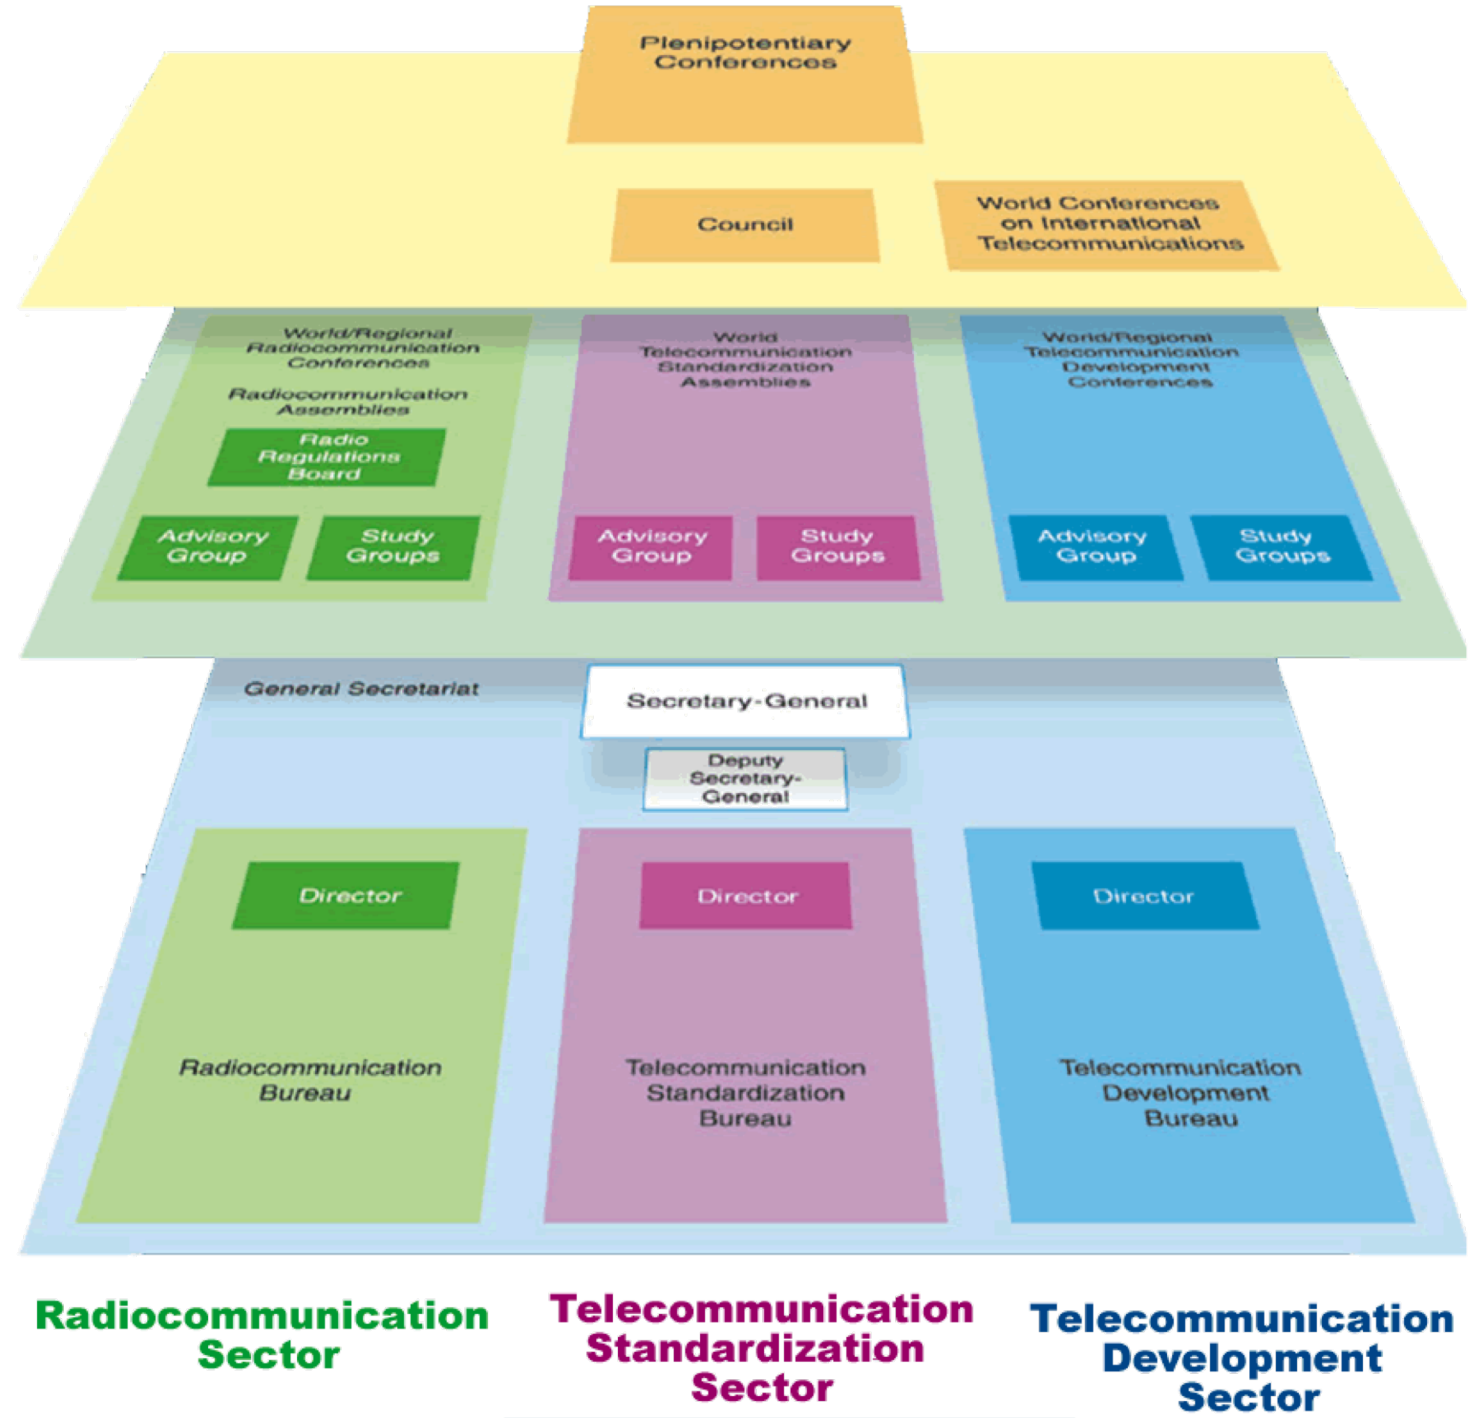 Plenipotentiary
Conferences
Council
World Conferences
on International
Telecommunications
World/Regional
Radiocommunication
Conferences
Radiocommunication
Assemblies
Radio
Regulations
Board
Advisory
Group
Study
Groups
World
Telecommunication
Standardization
Assemblies
Advisory
Group
Study
Groups
World/Regional
Telecommunication
Development
Conferences
Advisory
Group
Study
Groups
General Secretariat
Secretary-General
Deputy
Secretary-
General
Director
Radiocommunication
Bureau
Director
Telecommunication
Standardization
Bureau
Director
Telecommunication
Development
Bureau
Radiocommunication
Sector
Telecommunication
Standardization
Sector
Telecommunication
Development
Sector